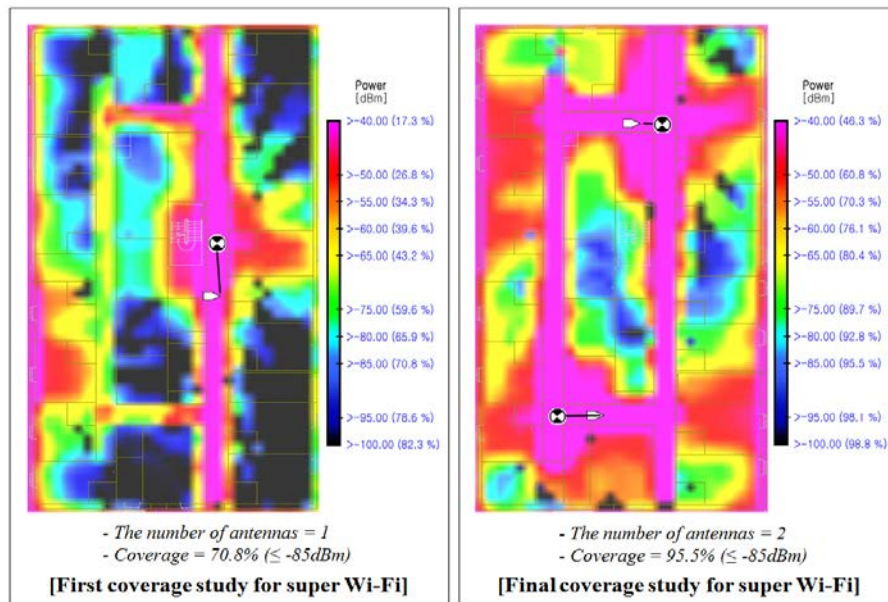 Power
[dBm]
>-40.00 (17.3 %)
>-50.00 (26.8 %)
>-55.00 (34.3 %)
>-60.00 (39.6 %)
>-65.00 (43.2 %)
>-75.00 (59.6 %)
>-80.00 (65.9 %)
>-85.00 (70.8 %)
>-95.00 (78.6 %)
>-100.00 (82.3 %)
- The number of antennas = 1
- Coverage = 70.8% (≤ -85dBm)
[First coverage study for super Wi-Fi]
Power
[dBm]
>-40.00 (46.3 %)
>-50.00 (60.8 %)
>-55.00 (70.3 %)
>-60.00 (76.1 %)
>-65.00 (80.4 %)
>-75.00 (89.7 %)
>-80.00 (92.8 %)
>-85.00 (95.5 %)
>-95.00 (98.1 %)
>-100.00 (98.8 %)
- The number of antennas = 2
- Coverage = 95.5% (≤ -85dBm)
[Final coverage study for super Wi-Fi]